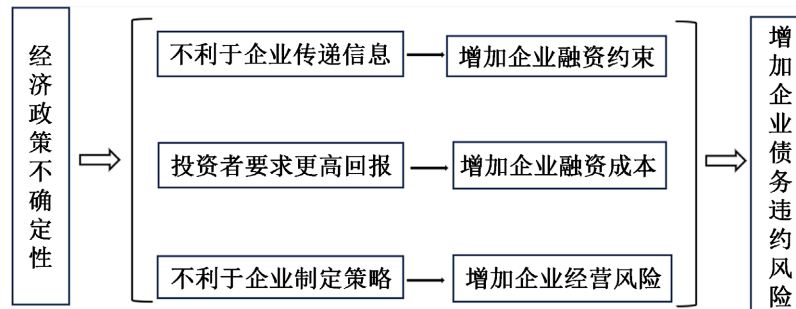 经济政策不确定性
不利于企业传递信息
增加企业融资约束
投资者要求更高回报
增加企业融资成本
不利于企业制定策略
增加企业经营风险
增加企业债务违约风险